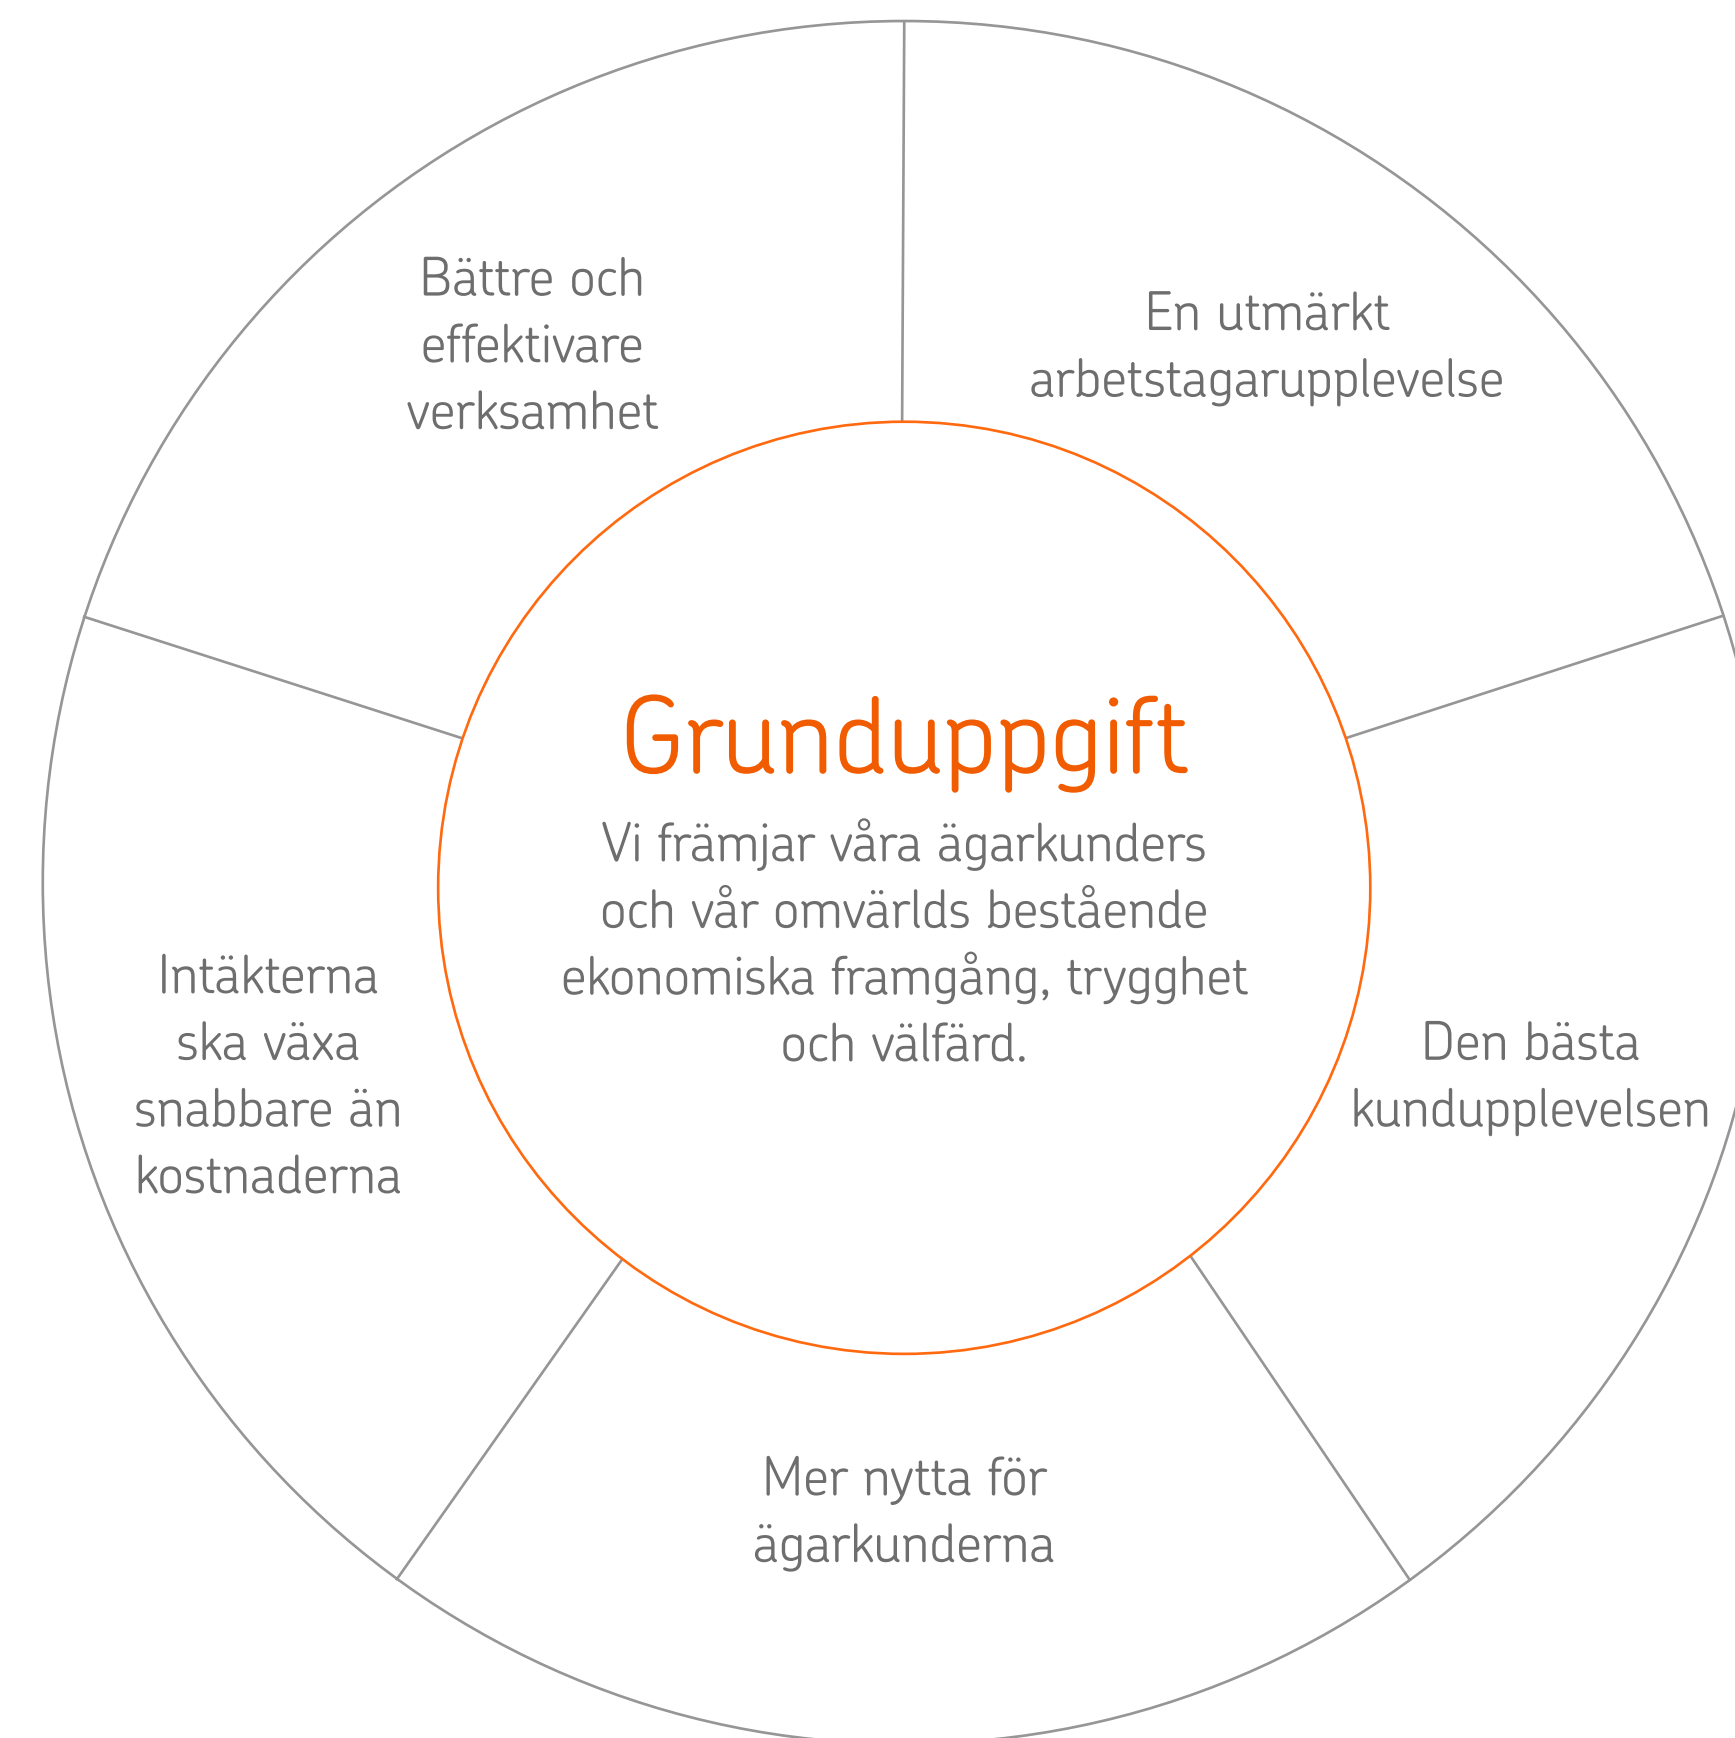 Bättre och
effektivare
verksamhet
En utmärkt
arbetstagarupplevelse
Grunduppgift
Vi främjar våra ägarkunders
och vår omvärlds bestående
ekonomiska framgång, trygghet
och välfärd.
Intäkterna
ska växa
snabbare än
kostnaderna
Den bästa
kundupplevelsen
Mer nytta för
ägarkunderna